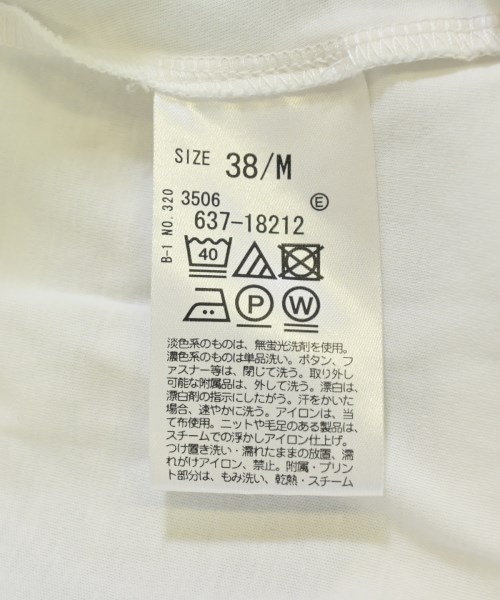 SIZE 38/M
B-1 NO. 320
3506 E
637-18212
40
P W
淡色系のものは、無蛍光洗剤を使用。
濃色系のものは単品洗い。ボタン、フ
ァスナー等は、閉じて洗う。取り外し
可能な附属品は、外して洗う。漂白は、
漂白剤の指示にしたがう。汗をかいた
場合、速やかに洗う。アイロンは、当
て布使用。ニットや毛足のある製品は、
スチームでの浮かしアイロン仕上げ。
つけ置き洗い・濡れたままの放置、濡
れがけアイロン、禁止。附属・プリン
ト部分は、もみ洗い、乾熱・スチーム